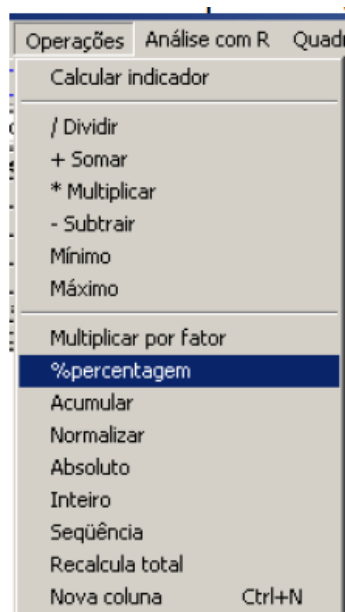 Operações Análise com R
Calcular indicador
/ Dividir
+ Somar
* Multiplicar
- Subtrair
Mínimo
Máximo
Multiplicar por fator
%percentagem
Acumular
Normalizar
Absoluto
Inteiro
Seqüência
Recalcula total
Nova coluna Ctrl+N